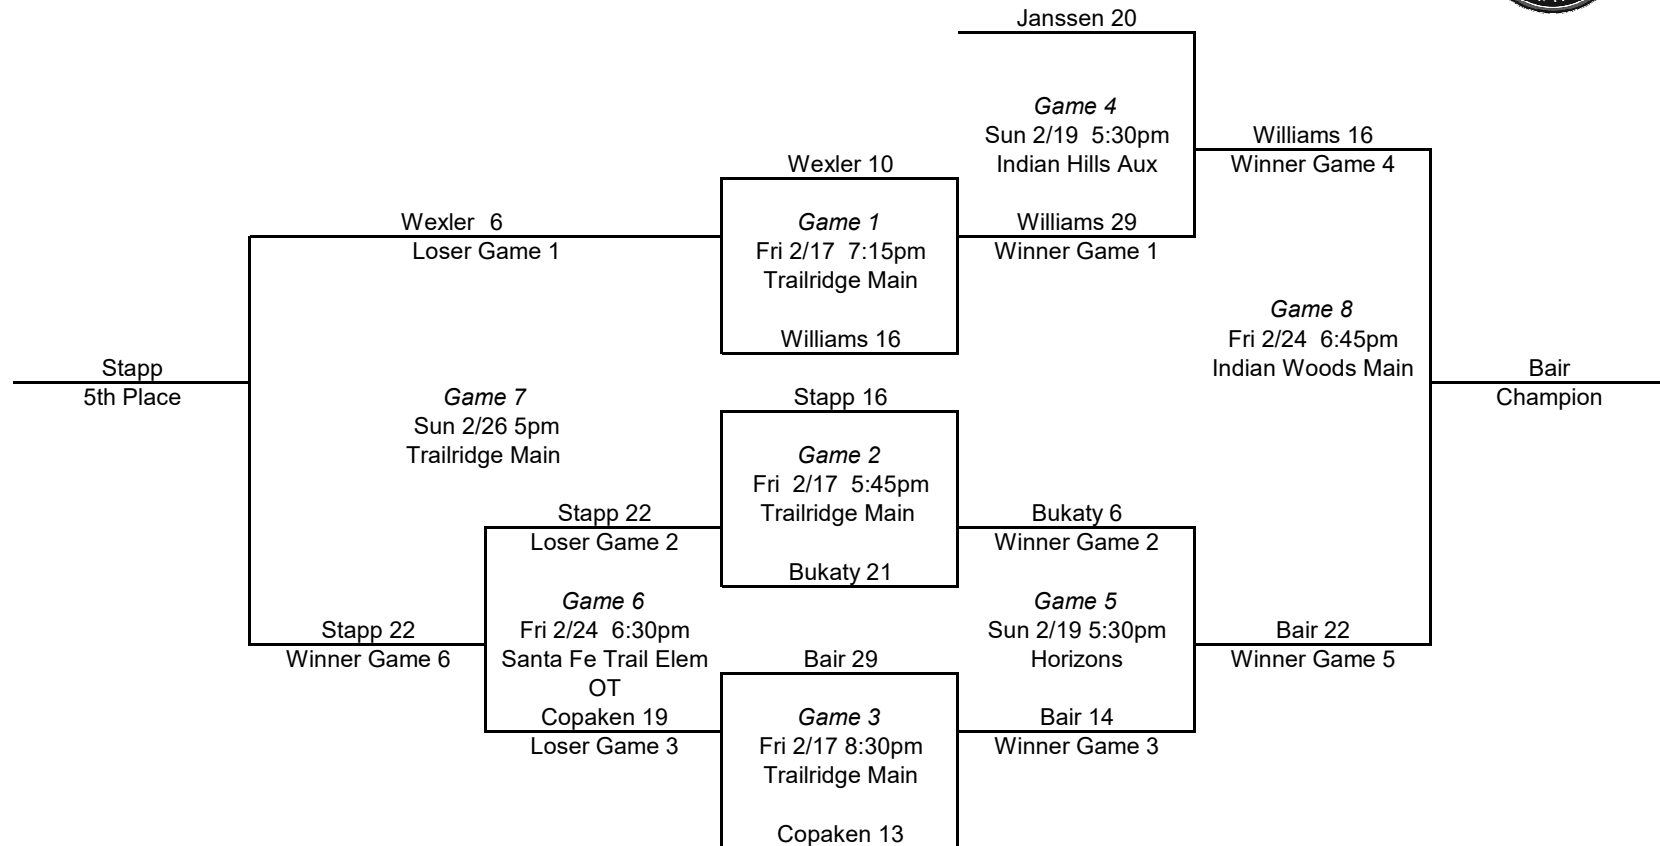 Janssen 20
Game 4
Sun 2/19  5:30pm
Indian Hills Aux
Williams 16
Winner Game 4
Wexler 10
Wexler  6
Loser Game 1
Game 1
Fri 2/17  7:15pm
Trailridge Main
Williams 29
Winner Game 1
Williams 16
Game 8
Fri 2/24  6:45pm
Indian Woods Main
Stapp
5th Place
Bair
Champion
Game 7
Sun 2/26 5pm
Trailridge Main
Stapp 16
Game 2
Fri  2/17  5:45pm
Trailridge Main
Stapp 22
Loser Game 2
Bukaty 6
Winner Game 2
Bukaty 21
Game 6
Fri 2/24  6:30pm
Santa Fe Trail Elem
OT
Game 5
Sun 2/19 5:30pm
Horizons
Stapp 22
Winner Game 6
Bair 22
Winner Game 5
Bair 29
Copaken 19
Loser Game 3
Game 3
Fri 2/17 8:30pm
Trailridge Main
Bair 14
Winner Game 3
Copaken 13